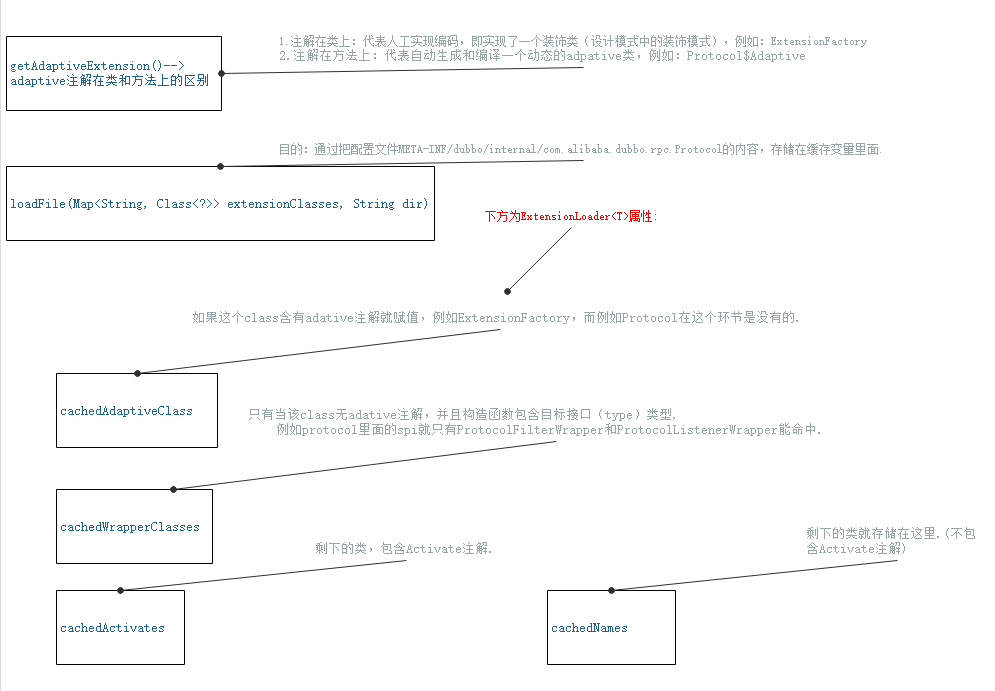 1.注解在类上：代表人工实现编码，即实现了一个装饰类（设计模式中的装饰模式），例如：ExtensionFactory
2.注解在方法上：代表自动生成和编译一个动态的adpative类，例如：Protocol$Adaptive
getAdaptiveExtension()-->
adaptive注解在类和方法上的区别
目的：通过把配置文件META-INF/dubbo/internal/com.alibaba.dubbo.rpc.Protocol的内容，存储在缓存变量里面.
loadFile(Map<String, Class<?>> extensionClasses, String dir)
下方为ExtensionLoader<T>属性:
如果这个class含有adative注解就赋值，例如ExtensionFactory，而例如Protocol在这个环节是没有的.
cachedAdaptiveClass
只有当该class无adative注解，并且构造函数包含目标接口（type）类型,
例如protocol里面的spi就只有ProtocolFilterWrapper和ProtocolListenerWrapper能命中.
cachedWrapperClasses
剩下的类，包含Activate注解.
剩下的类就存储在这里.(不包
含Activate注解)
cachedActivates
cachedNames